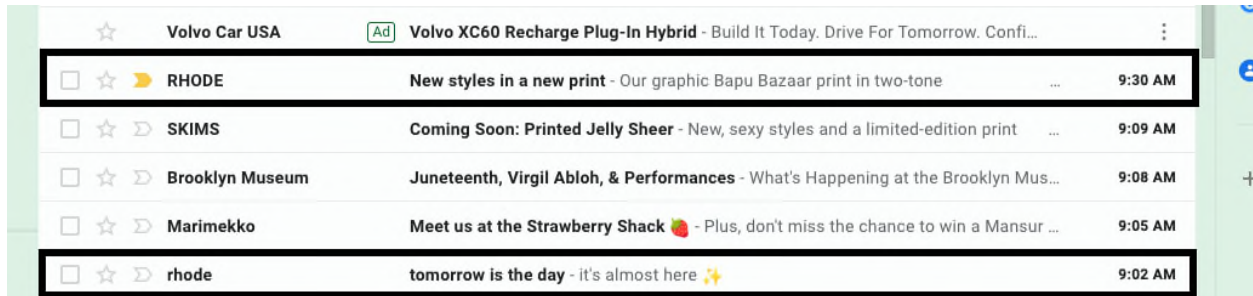 Volvo Car USA Ad Volvo XC60 Recharge Plug-In Hybrid - Build It Today. Drive For Tomorrow. Confi...
RHODE New styles in a new print - Our graphic Bapu Bazaar print in two-tone ... 9:30 AM
SKIMS Coming Soon: Printed Jelly Sheer - New, sexy styles and a limited-edition print ... 9:09 AM
Brooklyn Museum Juneteenth, Virgil Abloh, & Performances - What's Happening at the Brooklyn Mus... 9:08 AM
Marimekko Meet us at the Strawberry Shack 🍓 - Plus, don't miss the chance to win a Mansur ... 9:05 AM
rhode tomorrow is the day - it's almost here ✨ 9:02 AM